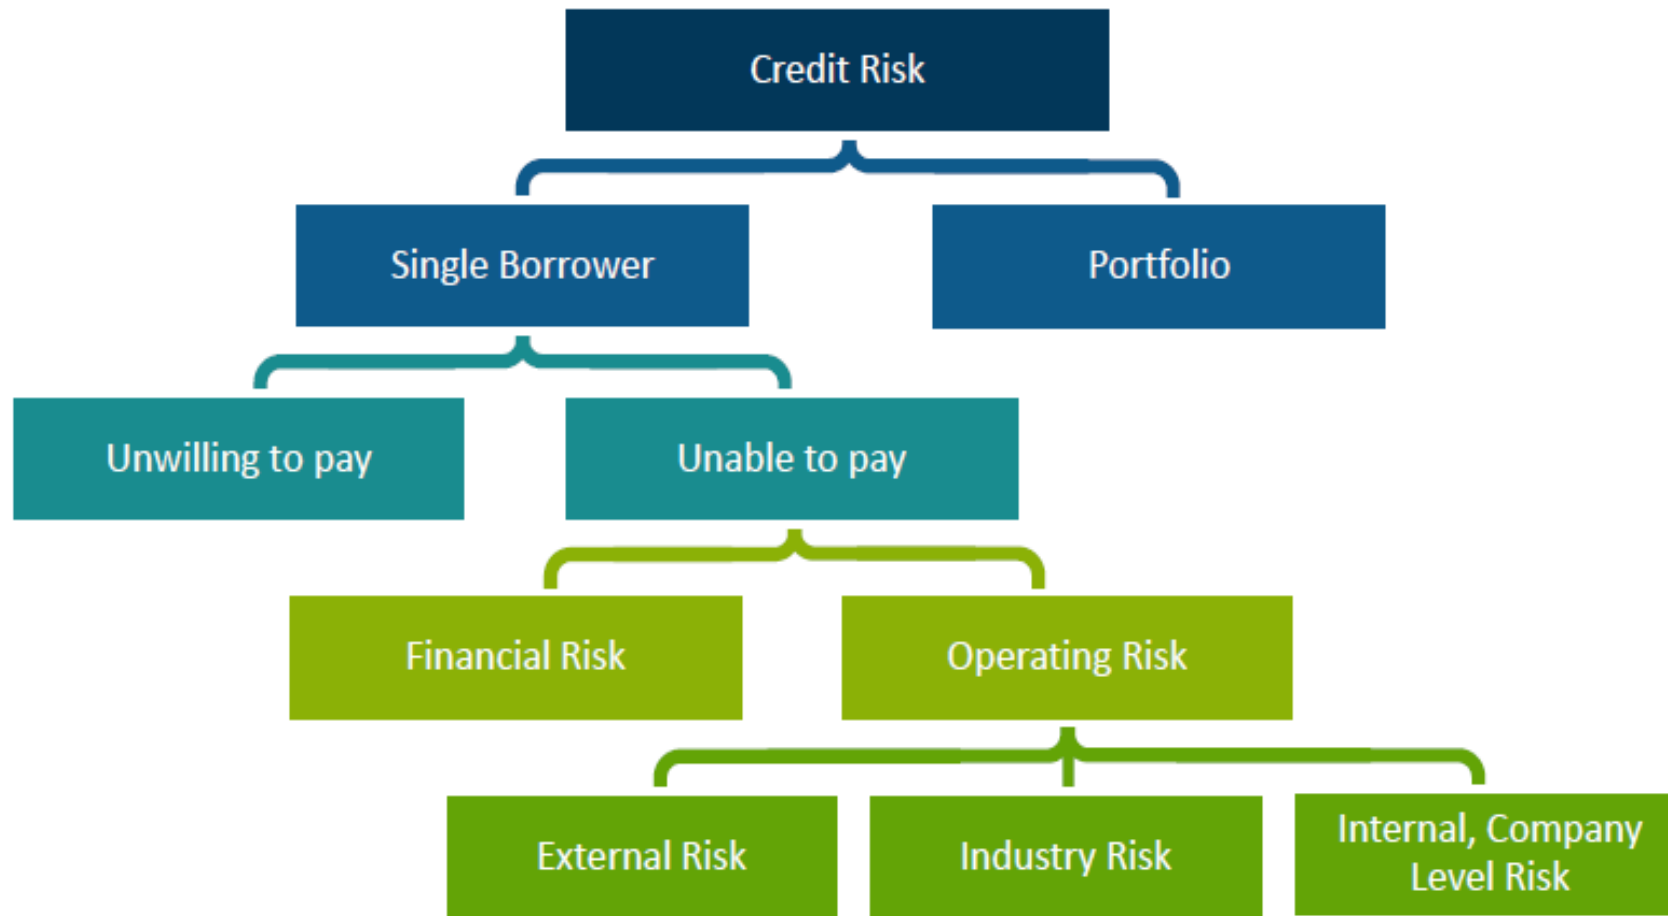 Credit Risk
Single Borrower
Portfolio
Unwilling to pay
Unable to pay
Financial Risk
Operating Risk
External Risk
Industry Risk
Internal, Company
Level Risk